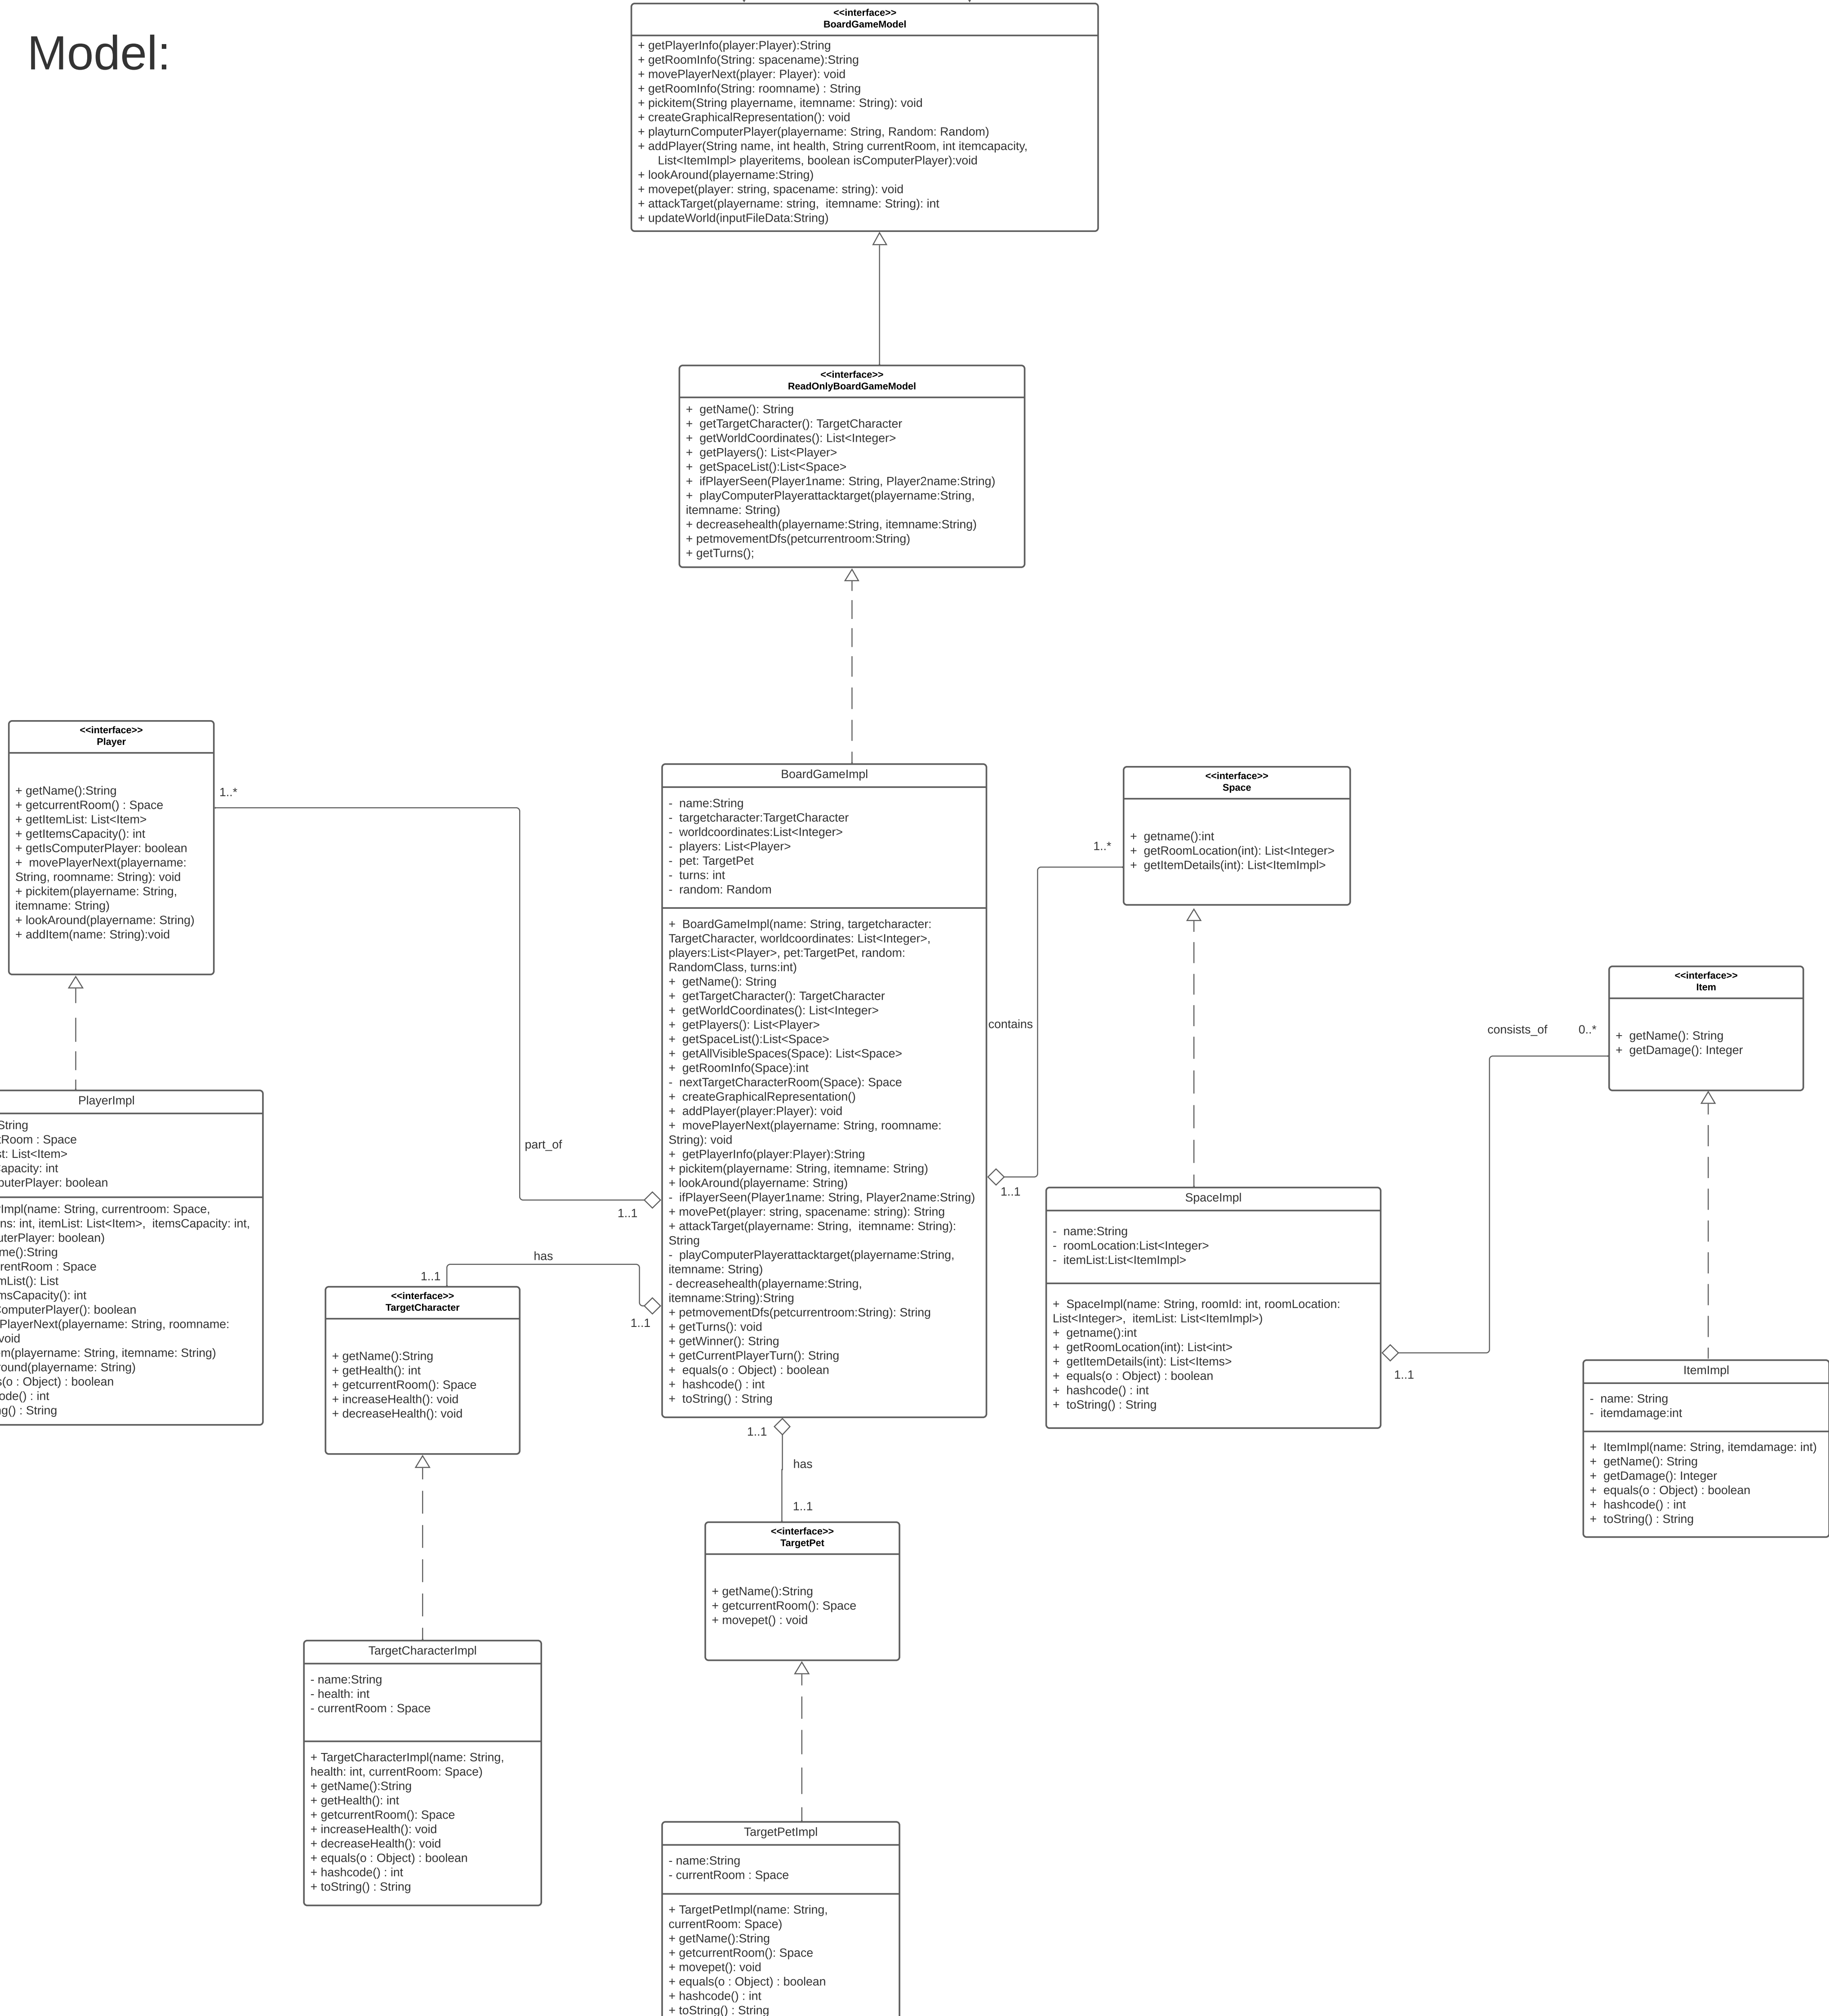 Model:
<<interface>>
BoardGameModel
+ getPlayerInfo(player:Player):String
+ getRoomInfo(String: spacename):String
+ movePlayerNext(player: Player): void
+ getRoomInfo(String: roomname) : String
+ pickitem(String playername, itemname: String): void
+ createGraphicalRepresentation(): void
+ playturnComputerPlayer(playername: String, Random: Random)
+ addPlayer(String name, int health, String currentRoom, int itemcapacity,
List<ItemImpl> playeritems, boolean isComputerPlayer):void
+ lookAround(playername:String)
+ movepet(player: string, spacename: string): void
+ attackTarget(playername: string,  itemname: String): int
+ updateWorld(inputFileData:String)
<<interface>>
ReadOnlyBoardGameModel
+  getName(): String
+  getTargetCharacter(): TargetCharacter
+  getWorldCoordinates(): List<Integer>
+  getPlayers(): List<Player>
+  getSpaceList():List<Space>
+  ifPlayerSeen(Player1name: String, Player2name:String)
+  playComputerPlayerattacktarget(playername:String,
itemname: String)
+ decreasehealth(playername:String, itemname:String)
+ petmovementDfs(petcurrentroom:String)
+ getTurns();
<<interface>>
Player
+ getName():String
+ getcurrentRoom() : Space
+ getItemList: List<Item>
+ getItemsCapacity(): int
+ getIsComputerPlayer: boolean
+  movePlayerNext(playername:
String, roomname: String): void
+ pickitem(playername: String,
itemname: String)
+ lookAround(playername: String)
+ addItem(name: String):void
1..*
part_of
1..1
PlayerImpl
String
tRoom : Space
st: List<Item>
apacity: int
puterPlayer: boolean
rImpl(name: String, currentroom: Space,
ns: int, itemList: List<Item>,  itemsCapacity: int,
uterPlayer: boolean)
me():String
rentRoom : Space
mList(): List
msCapacity(): int
ComputerPlayer(): boolean
PlayerNext(playername: String, roomname:
void
m(playername: String, itemname: String)
round(playername: String)
s(o : Object) : boolean
ode() : int
ng() : String
BoardGameImpl
-  name:String
-  targetcharacter:TargetCharacter
-  worldcoordinates:List<Integer>
-  players: List<Player>
-  pet: TargetPet
-  turns: int
-  random: Random
+  BoardGameImpl(name: String, targetcharacter:
TargetCharacter, worldcoordinates: List<Integer>,
players:List<Player>, pet:TargetPet, random:
RandomClass, turns:int)
+  getName(): String
+  getTargetCharacter(): TargetCharacter
+  getWorldCoordinates(): List<Integer>
+  getPlayers(): List<Player>
+  getSpaceList():List<Space>
+  getAllVisibleSpaces(Space): List<Space>
+  getRoomInfo(Space):int
-  nextTargetCharacterRoom(Space): Space
+  createGraphicalRepresentation()
+  addPlayer(player:Player): void
+  movePlayerNext(playername: String, roomname:
String): void
+  getPlayerInfo(player:Player):String
+ pickitem(playername: String, itemname: String)
+ lookAround(playername: String)
-  ifPlayerSeen(Player1name: String, Player2name:String)
+ movePet(player: string, spacename: string): String
+ attackTarget(playername: String,  itemname: String):
String
-  playComputerPlayerattacktarget(playername:String,
itemname: String)
- decreasehealth(playername:String,
itemname:String):String
+ petmovementDfs(petcurrentroom:String): String
+ getTurns(): void
+ getWinner(): String
+ getCurrentPlayerTurn(): String
+  equals(o : Object) : boolean
+  hashcode() : int
+  toString() : String
<<interface>>
Space
+  getname():int
+  getRoomLocation(int): List<Integer>
+  getItemDetails(int): List<ItemImpl>
1..*
contains
1..1
SpaceImpl
-  name:String
-  roomLocation:List<Integer>
-  itemList:List<ItemImpl>
+  SpaceImpl(name: String, roomId: int, roomLocation:
List<Integer>,  itemList: List<ItemImpl>)
+  getname():int
+  getRoomLocation(int): List<int>
+  getItemDetails(int): List<Items>
+  equals(o : Object) : boolean
+  hashcode() : int
+  toString() : String
<<interface>>
Item
+  getName(): String
+  getDamage(): Integer
consists_of
0..*
1..1
ItemImpl
-  name: String
-  itemdamage:int
+  ItemImpl(name: String, itemdamage: int)
+  getName(): String
+  getDamage(): Integer
+  equals(o : Object) : boolean
+  hashcode() : int
+  toString() : String
has
1..1
1..1
<<interface>>
TargetCharacter
+ getName():String
+ getHealth(): int
+ getcurrentRoom(): Space
+ increaseHealth(): void
+ decreaseHealth(): void
TargetCharacterImpl
- name:String
- health: int
- currentRoom : Space
+ TargetCharacterImpl(name: String,
health: int, currentRoom: Space)
+ getName():String
+ getHealth(): int
+ getcurrentRoom(): Space
+ increaseHealth(): void
+ decreaseHealth(): void
+ equals(o : Object) : boolean
+ hashcode() : int
+ toString() : String
1..1
has
1..1
<<interface>>
TargetPet
+ getName():String
+ getcurrentRoom(): Space
+ movepet() : void
TargetPetImpl
- name:String
- currentRoom : Space
+ TargetPetImpl(name: String,
currentRoom: Space)
+ getName():String
+ getcurrentRoom(): Space
+ movepet(): void
+ equals(o : Object) : boolean
+ hashcode() : int
+ toString() : String